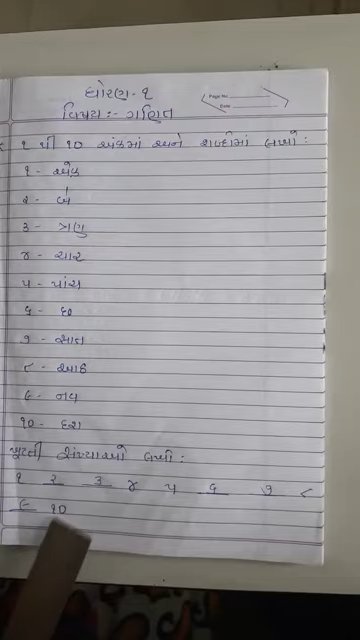 ધોરણ-૧
Page No.
Date
વિષય:- ગણિત
૧ થી ૧૦ અંકમાં અને શબ્દોમાં લખો:
૧ - એક
૨ - બે
૩ - ત્રણ
૪ - ચાર
૫ - પાંચ
૬ - છ
૭ - સાત
૮ - આઠ
૯ - નવ
૧૦ - દશ
ખૂટતી સંખ્યાઓ લખો:
૧ ૨ ૩ ૪ ૫ ૬ ૭ ૮
૯ ૧૦